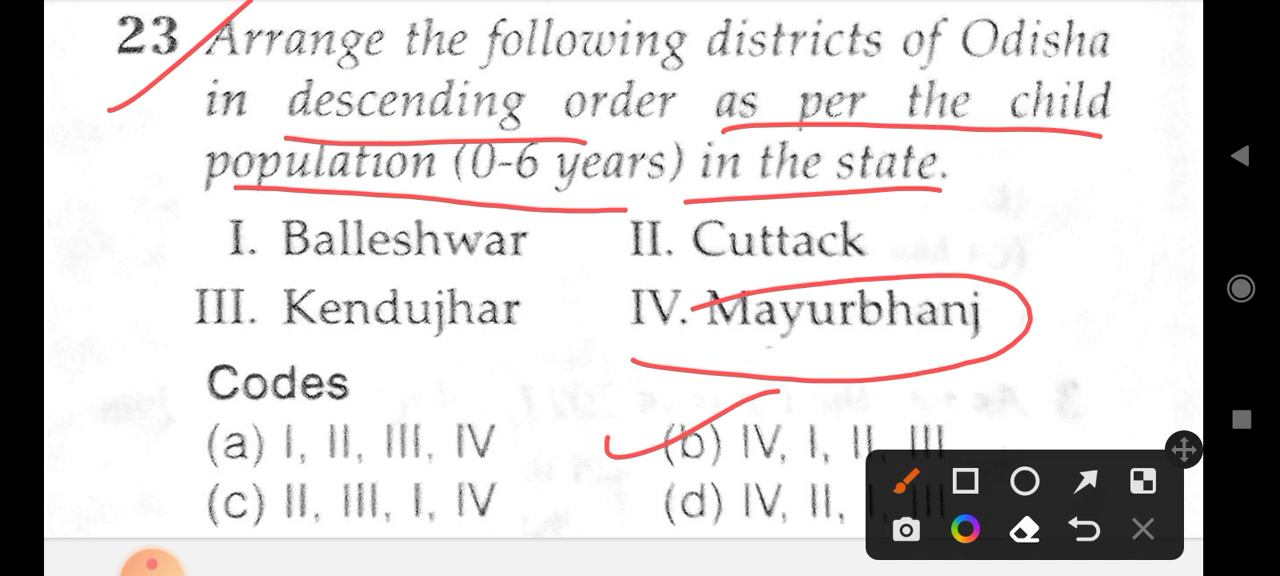 23 Arrange the following districts of Odisha
in descending order as per the child
population (0-6 years) in the state.
I. Balleshwar II. Cuttack
III. Kendujhar IV. Mayurbhanj
Codes
(a) I, II, III, IV (b) IV, I, II, III
(c) II, III, I, IV (d) IV, II, I, III